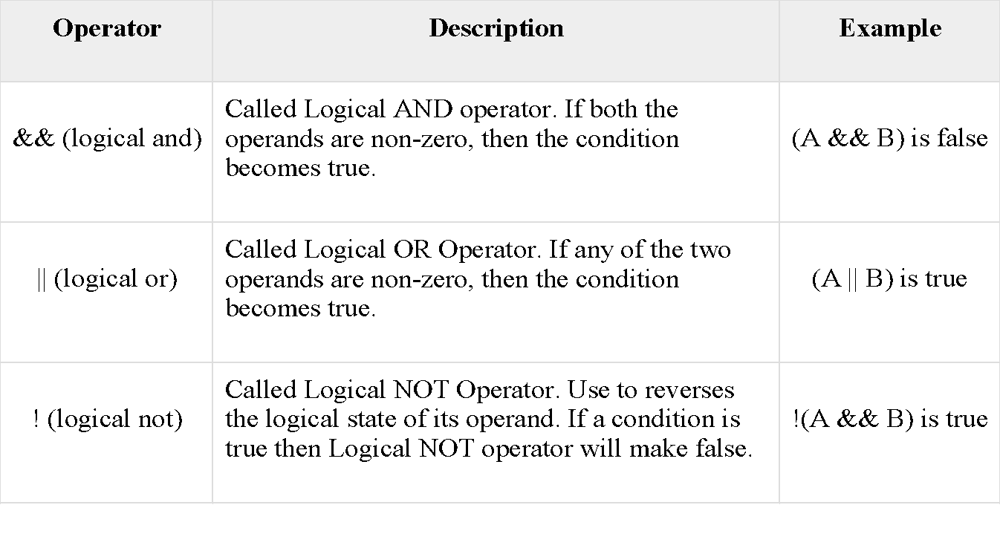 Operator Description Example
&& (logical and)
Called Logical AND operator. If both the
operands are non-zero, then the condition
becomes true.
(A && B) is false
|| (logical or)
Called Logical OR Operator. If any of the two
operands are non-zero, then the condition
becomes true.
(A || B) is true
! (logical not)
Called Logical NOT Operator. Use to reverses
the logical state of its operand. If a condition is
true then Logical NOT operator will make false.
!(A && B) is true